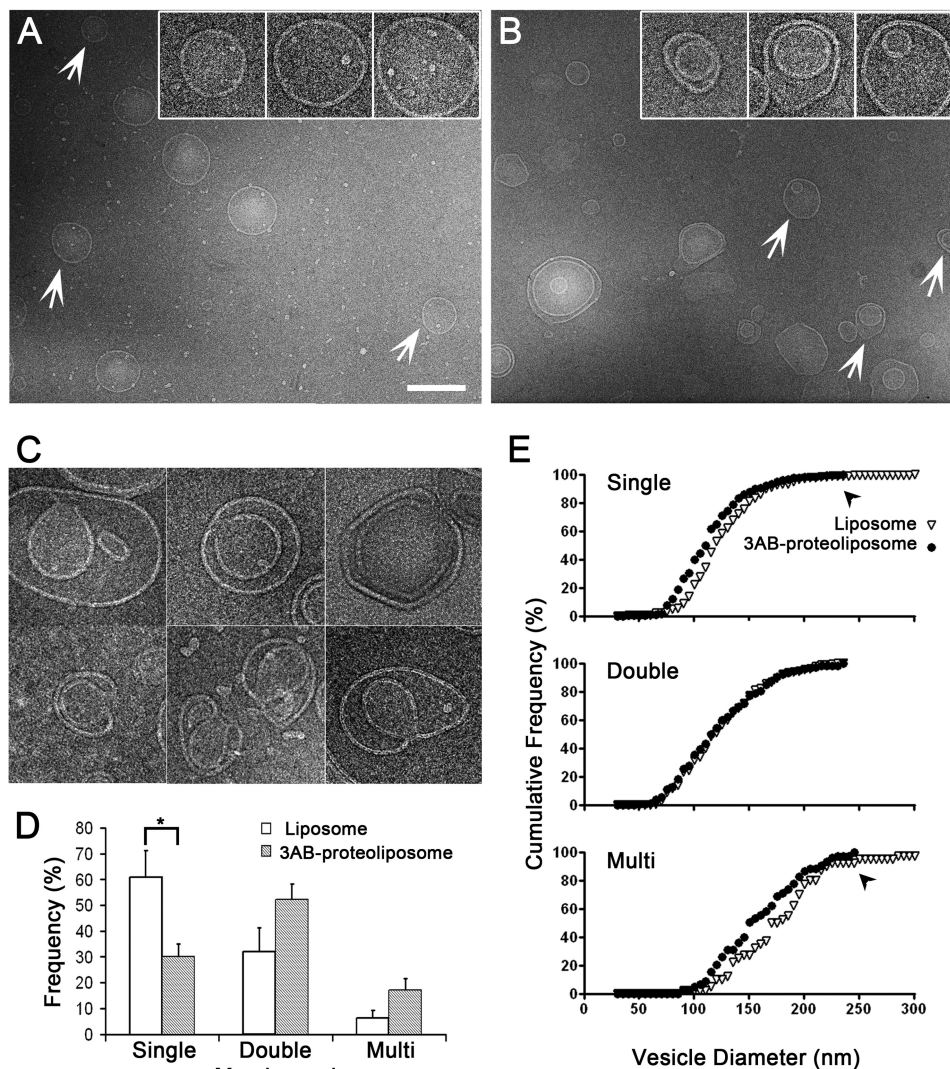 A
B
C
D
Frequency (%)
80
70
60
50
40
30
20
10
0
*
Liposome
3AB-proteoliposome
Single Double Multi
E
Cumulative Frequency (%)
Single
100
80
60
40
20
0
Liposome
3AB-proteoliposome
Double
100
80
60
40
20
0
Multi
100
80
60
40
20
0
0 50 100 150 200 250 300
Vesicle Diameter (nm)